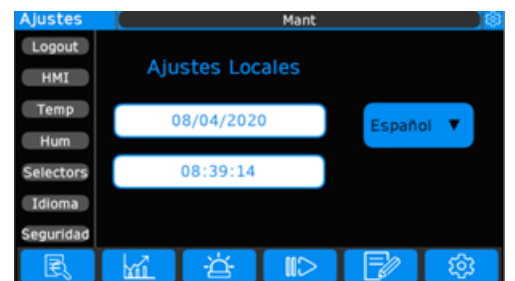 Ajustes
Mant
Logout
HMI
Temp
Hum
Selectors
Idioma
Seguridad
Ajustes Locales
08/04/2020
Español ▼
08:39:14